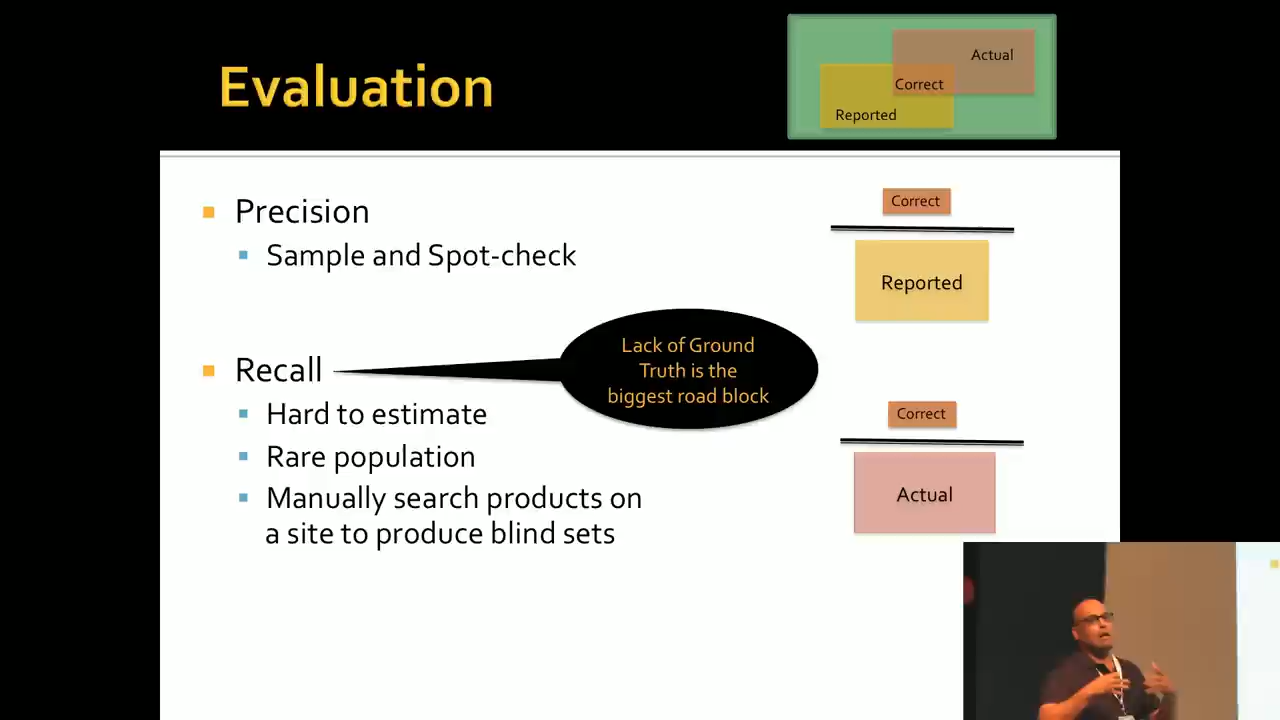 Evaluation
Actual
Correct
Reported
Precision
Sample and Spot-check
Correct
Reported
Recall
Lack of Ground
Truth is the
biggest road block
Hard to estimate
Rare population
Manually search products on
a site to produce blind sets
Correct
Actual